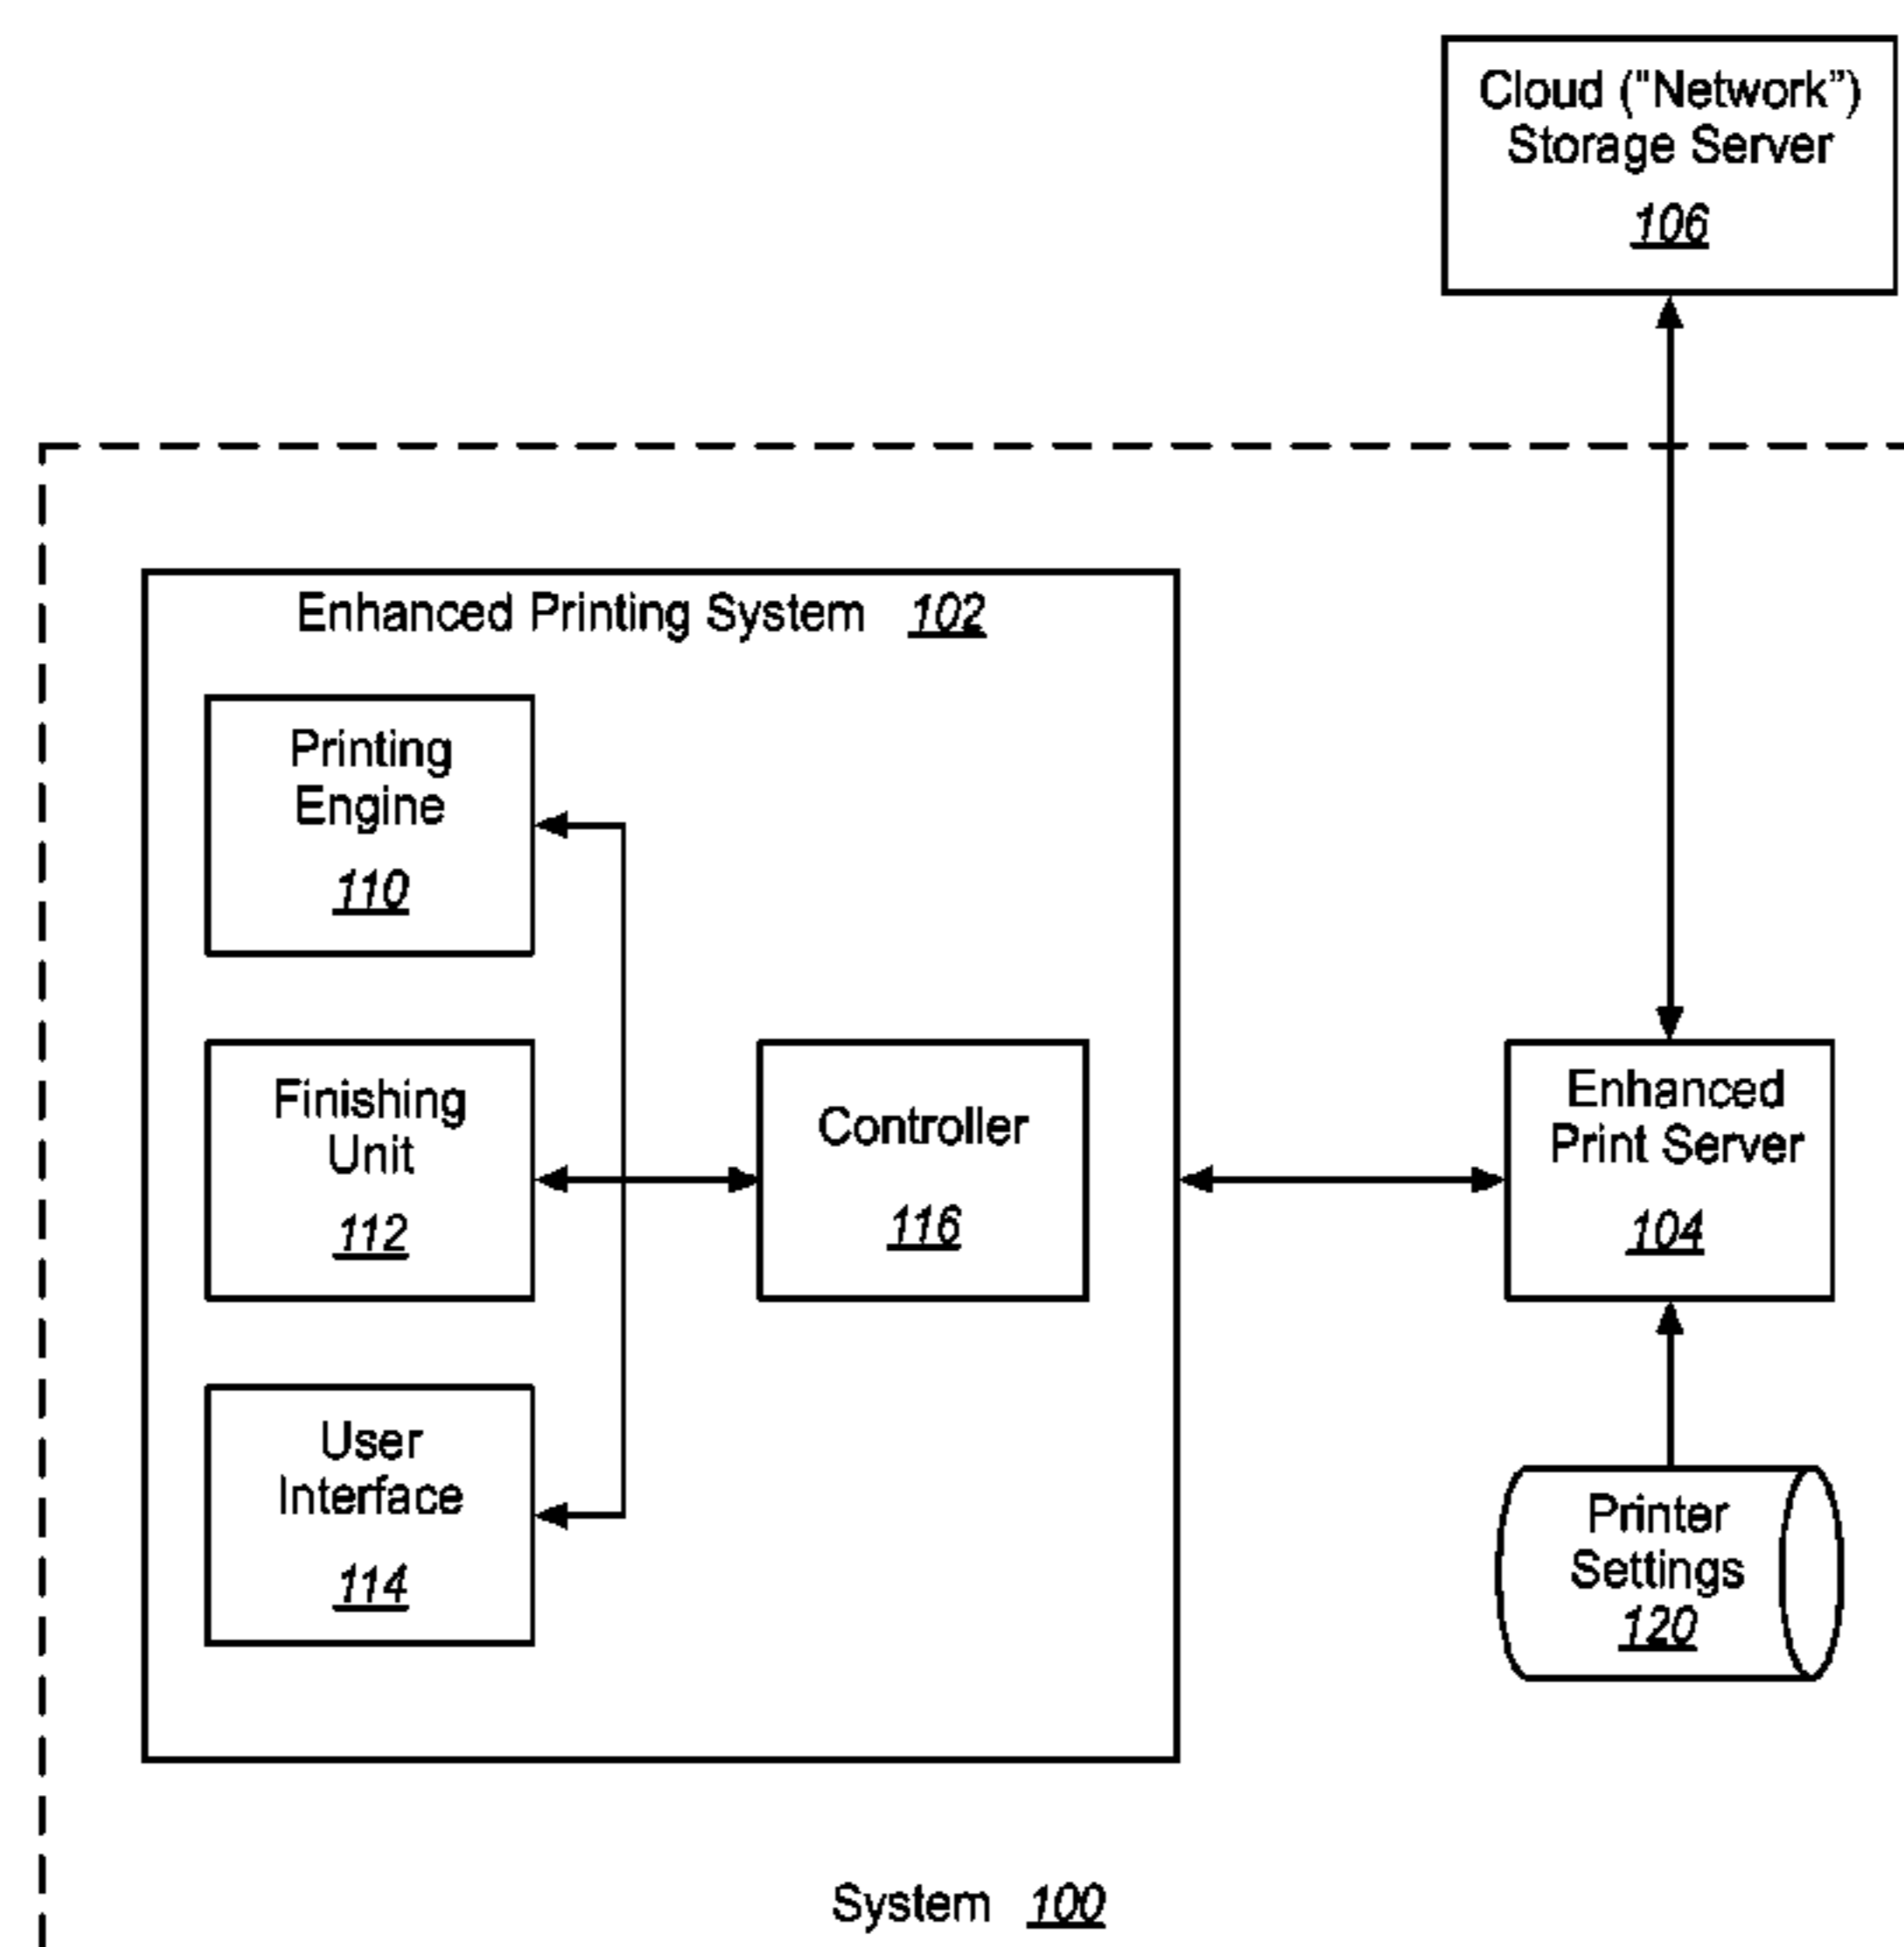 Cloud ("Network”)
Storage Server
106
Enhanced Printing System 102
Printing
Engine
110
Finishing
Unit
112
Controller
116
User
Interface
114
Enhanced
Print Server
104
Printer
Settings
120
System 100